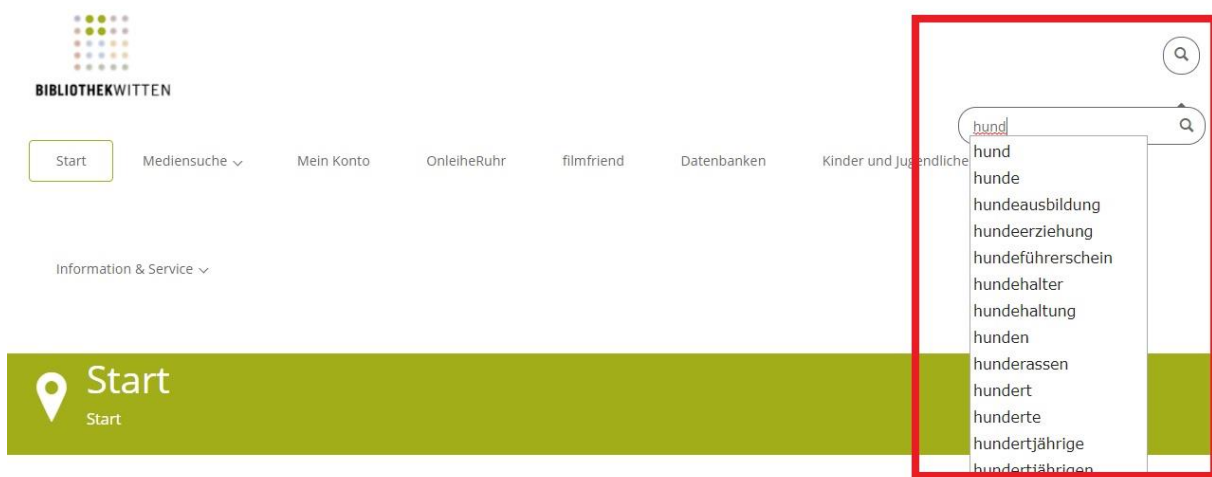 BIBLIOTHEKWITTEN
hund
Start Mediensuche Mein Konto OnleiheRuhr filmfriend Datenbanken Kinder und Jugendliche
Information & Service
hund
hunde
hundeausbildung
hundeerziehung
hundeführerschein
hundehalter
hundehaltung
hunden
hunderassen
hundert
hunderte
hundertjährige
hundertjährigen
Start
Start